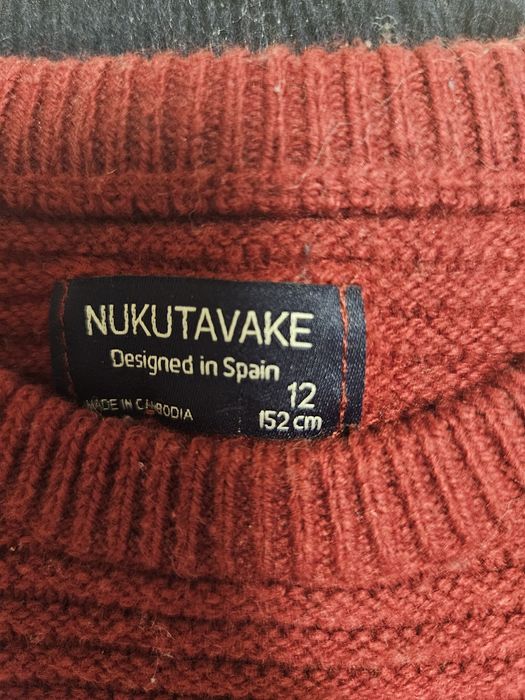 NUKUTAVAKE
Designed in Spain
12
MADE IN CAMBODIA
152 cm